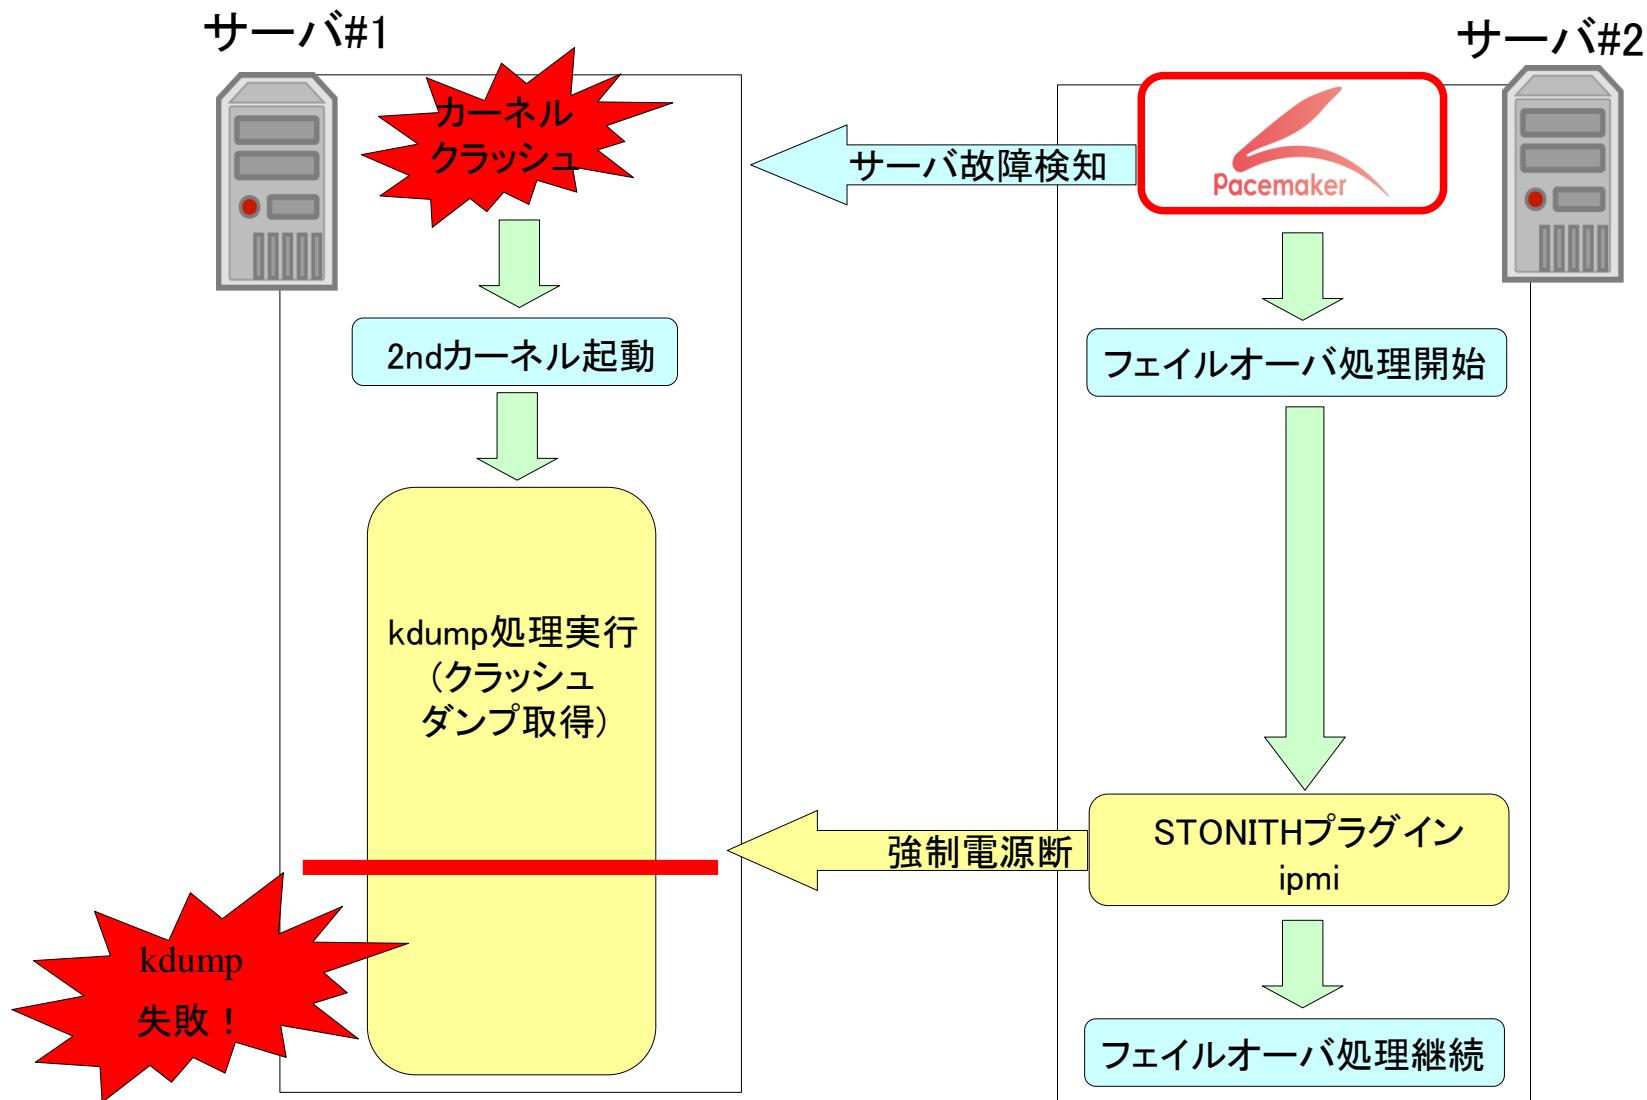 サーバ#1
サーバ#2
カーネル
クラッシュ
サーバ故障検知
Pacemaker
2ndカーネル起動
フェイルオーバ処理開始
kdump処理実行
(クラッシュ
ダンプ取得)
強制電源断
STONITHプラグイン
ipmi
kdump
失敗!
フェイルオーバ処理継続